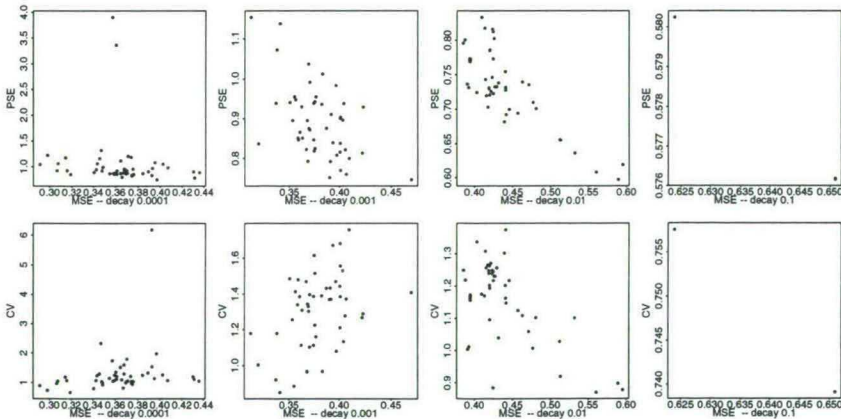 PSE
1.0 1.5 2.0 2.5 3.0 3.5 4.0
0.30 0.32 0.34 0.36 0.38 0.40 0.42 0.44
MSE -- decay 0.0001
PSE
0.8 0.9 1.0 1.1
0.35 0.40 0.45
MSE -- decay 0.001
PSE
0.60 0.65 0.70 0.75 0.80
0.40 0.45 0.50 0.55 0.60
MSE -- decay 0.01
PSE
0.576 0.577 0.578 0.579 0.580
0.625 0.630 0.635 0.640 0.645 0.650
MSE -- decay 0.1
CV
1 2 3 4 5 6
0.30 0.32 0.34 0.36 0.38 0.40 0.42 0.44
MSE -- decay 0.0001
CV
1.0 1.2 1.4 1.6 1.8
0.35 0.40 0.45
MSE -- decay 0.001
CV
0.9 1.0 1.1 1.2 1.3
0.40 0.45 0.50 0.55 0.60
MSE -- decay 0.01
CV
0.740 0.745 0.750 0.755
0.625 0.630 0.635 0.640 0.645 0.650
MSE -- decay 0.1